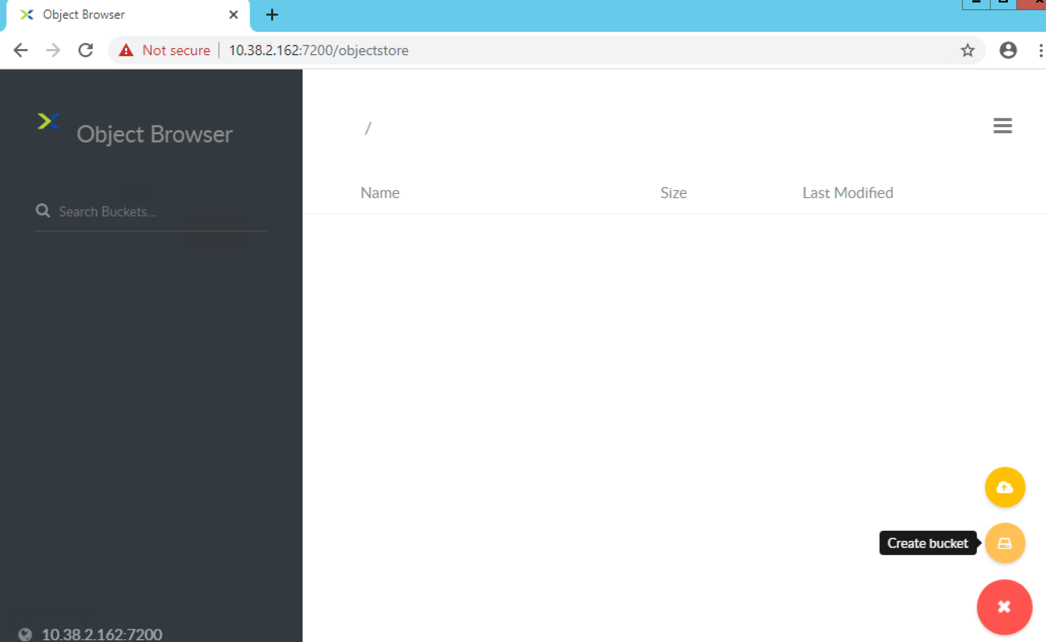 Object Browser
Not secure
10.38.2.162:7200/objectstore
Object Browser
/
Search Buckets...
Name Size Last Modified
Create bucket
10.38.2.162:7200